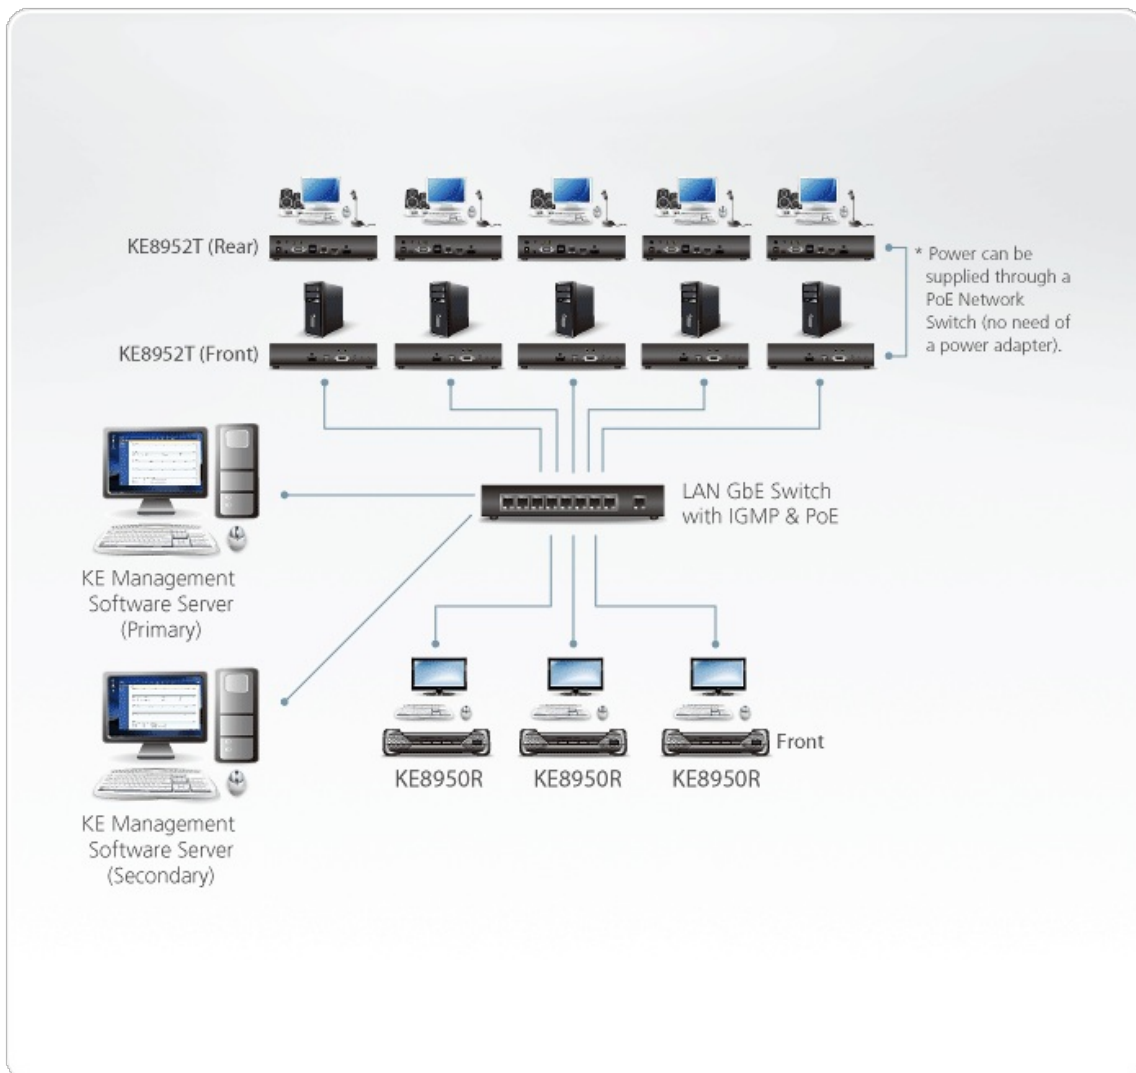 KE8952T (Rear)
* Power can be
supplied through a
PoE Network
Switch (no need of
a power adapter).
KE8952T (Front)
LAN GbE Switch
with IGMP & PoE
KE Management
Software Server
(Primary)
Front
KE8950R
KE8950R
KE8950R
KE Management
Software Server
(Secondary)